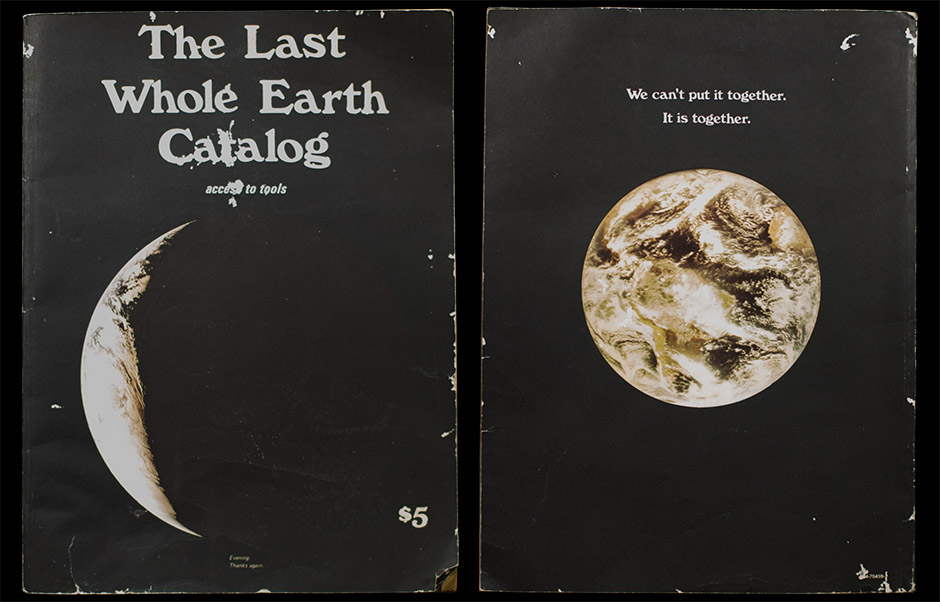 The Last
Whole Earth
Catalog
access to tools
$5
Evening.
Thanks again.
We can't put it together.
It is together.